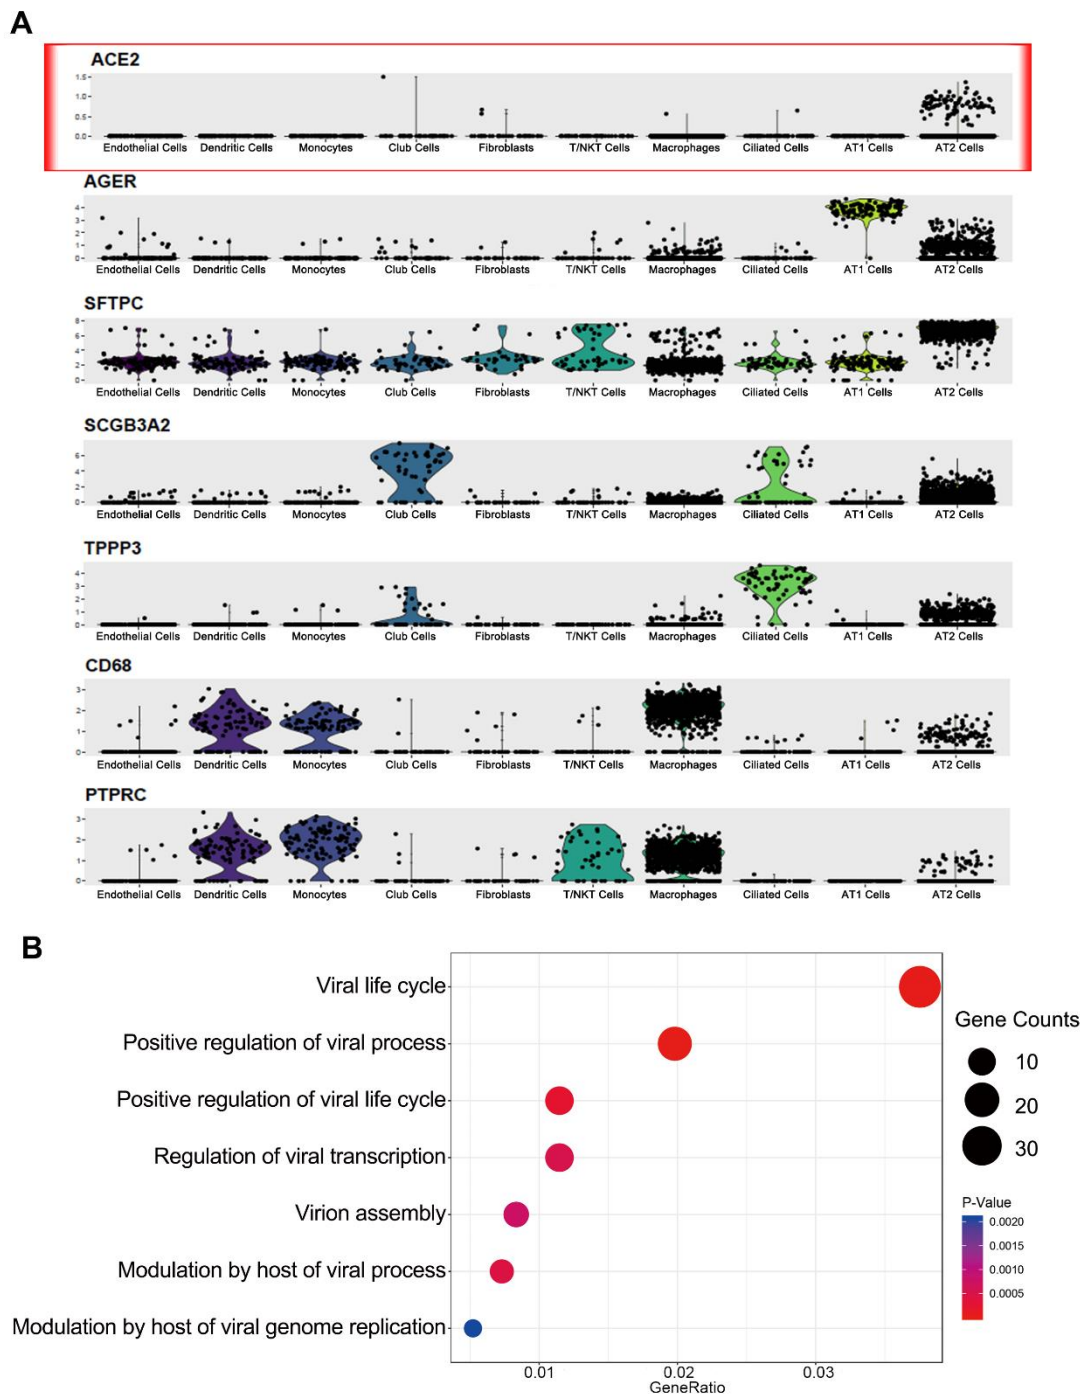 A
ACE2
1.5
1.0
0.5
0.0
Endothelial Cells Dendritic Cells Monocytes Club Cells Fibroblasts T/NKT Cells Macrophages Ciliated Cells AT1 Cells AT2 Cells
AGER
4
3
2
1
0
Endothelial Cells Dendritic Cells Monocytes Club Cells Fibroblasts T/NKT Cells Macrophages Ciliated Cells AT1 Cells AT2 Cells
SFTPC
8
6
4
2
0
Endothelial Cells Dendritic Cells Monocytes Club Cells Fibroblasts T/NKT Cells Macrophages Ciliated Cells AT1 Cells AT2 Cells
SCGB3A2
6
4
2
0
Endothelial Cells Dendritic Cells Monocytes Club Cells Fibroblasts T/NKT Cells Macrophages Ciliated Cells AT1 Cells AT2 Cells
TPPP3
4
3
2
1
0
Endothelial Cells Dendritic Cells Monocytes Club Cells Fibroblasts T/NKT Cells Macrophages Ciliated Cells AT1 Cells AT2 Cells
CD68
3
2
1
0
Endothelial Cells Dendritic Cells Monocytes Club Cells Fibroblasts T/NKT Cells Macrophages Ciliated Cells AT1 Cells AT2 Cells
PTPRC
3
2
1
0
Endothelial Cells Dendritic Cells Monocytes Club Cells Fibroblasts T/NKT Cells Macrophages Ciliated Cells AT1 Cells AT2 Cells
B
Viral life cycle
Positive regulation of viral process
Positive regulation of viral life cycle
Regulation of viral transcription
Virion assembly
Modulation by host of viral process
Modulation by host of viral genome replication
0.01 0.02 0.03
GeneRatio
Gene Counts
10
20
30
P-Value
0.0020
0.0015
0.0010
0.0005